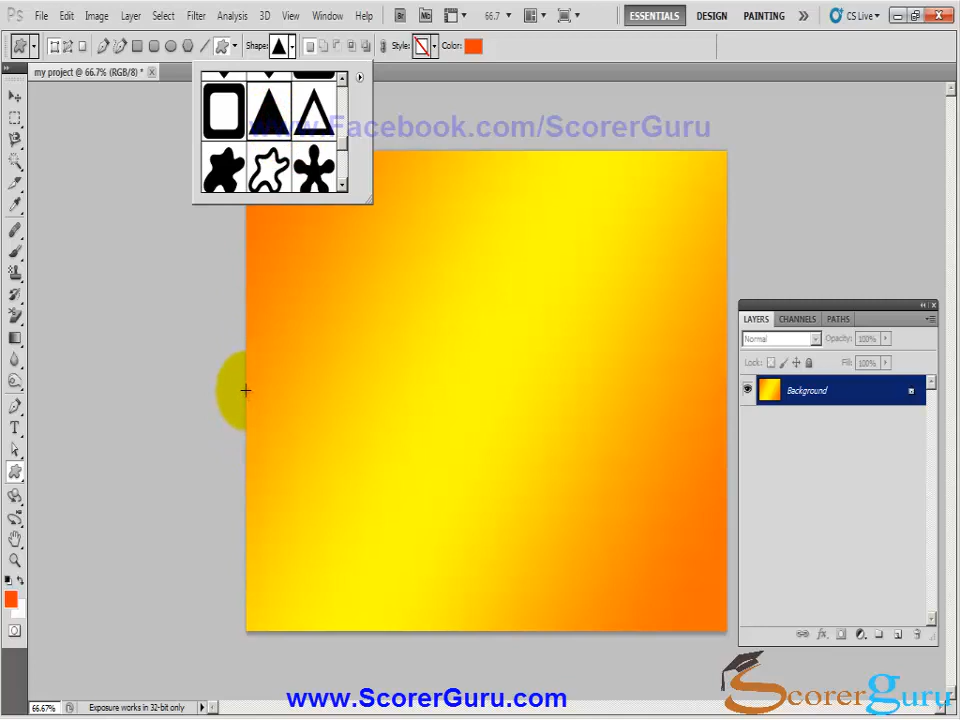 Ps File Edit Image Layer Select Filter Analysis 3D View Window Help Br Mb 66.7 ESSENTIALS DESIGN PAINTING CS Live
Shape: Style: Color:
my project @ 66.7% (RGB/8) *
www.Facebook.com/ScorerGuru
LAYERS CHANNELS PATHS
Normal Opacity: 100%
Lock: Fill: 100%
Background
T
66.67% Exposure works in 32-bit only
www.ScorerGuru.com
Scorerguru